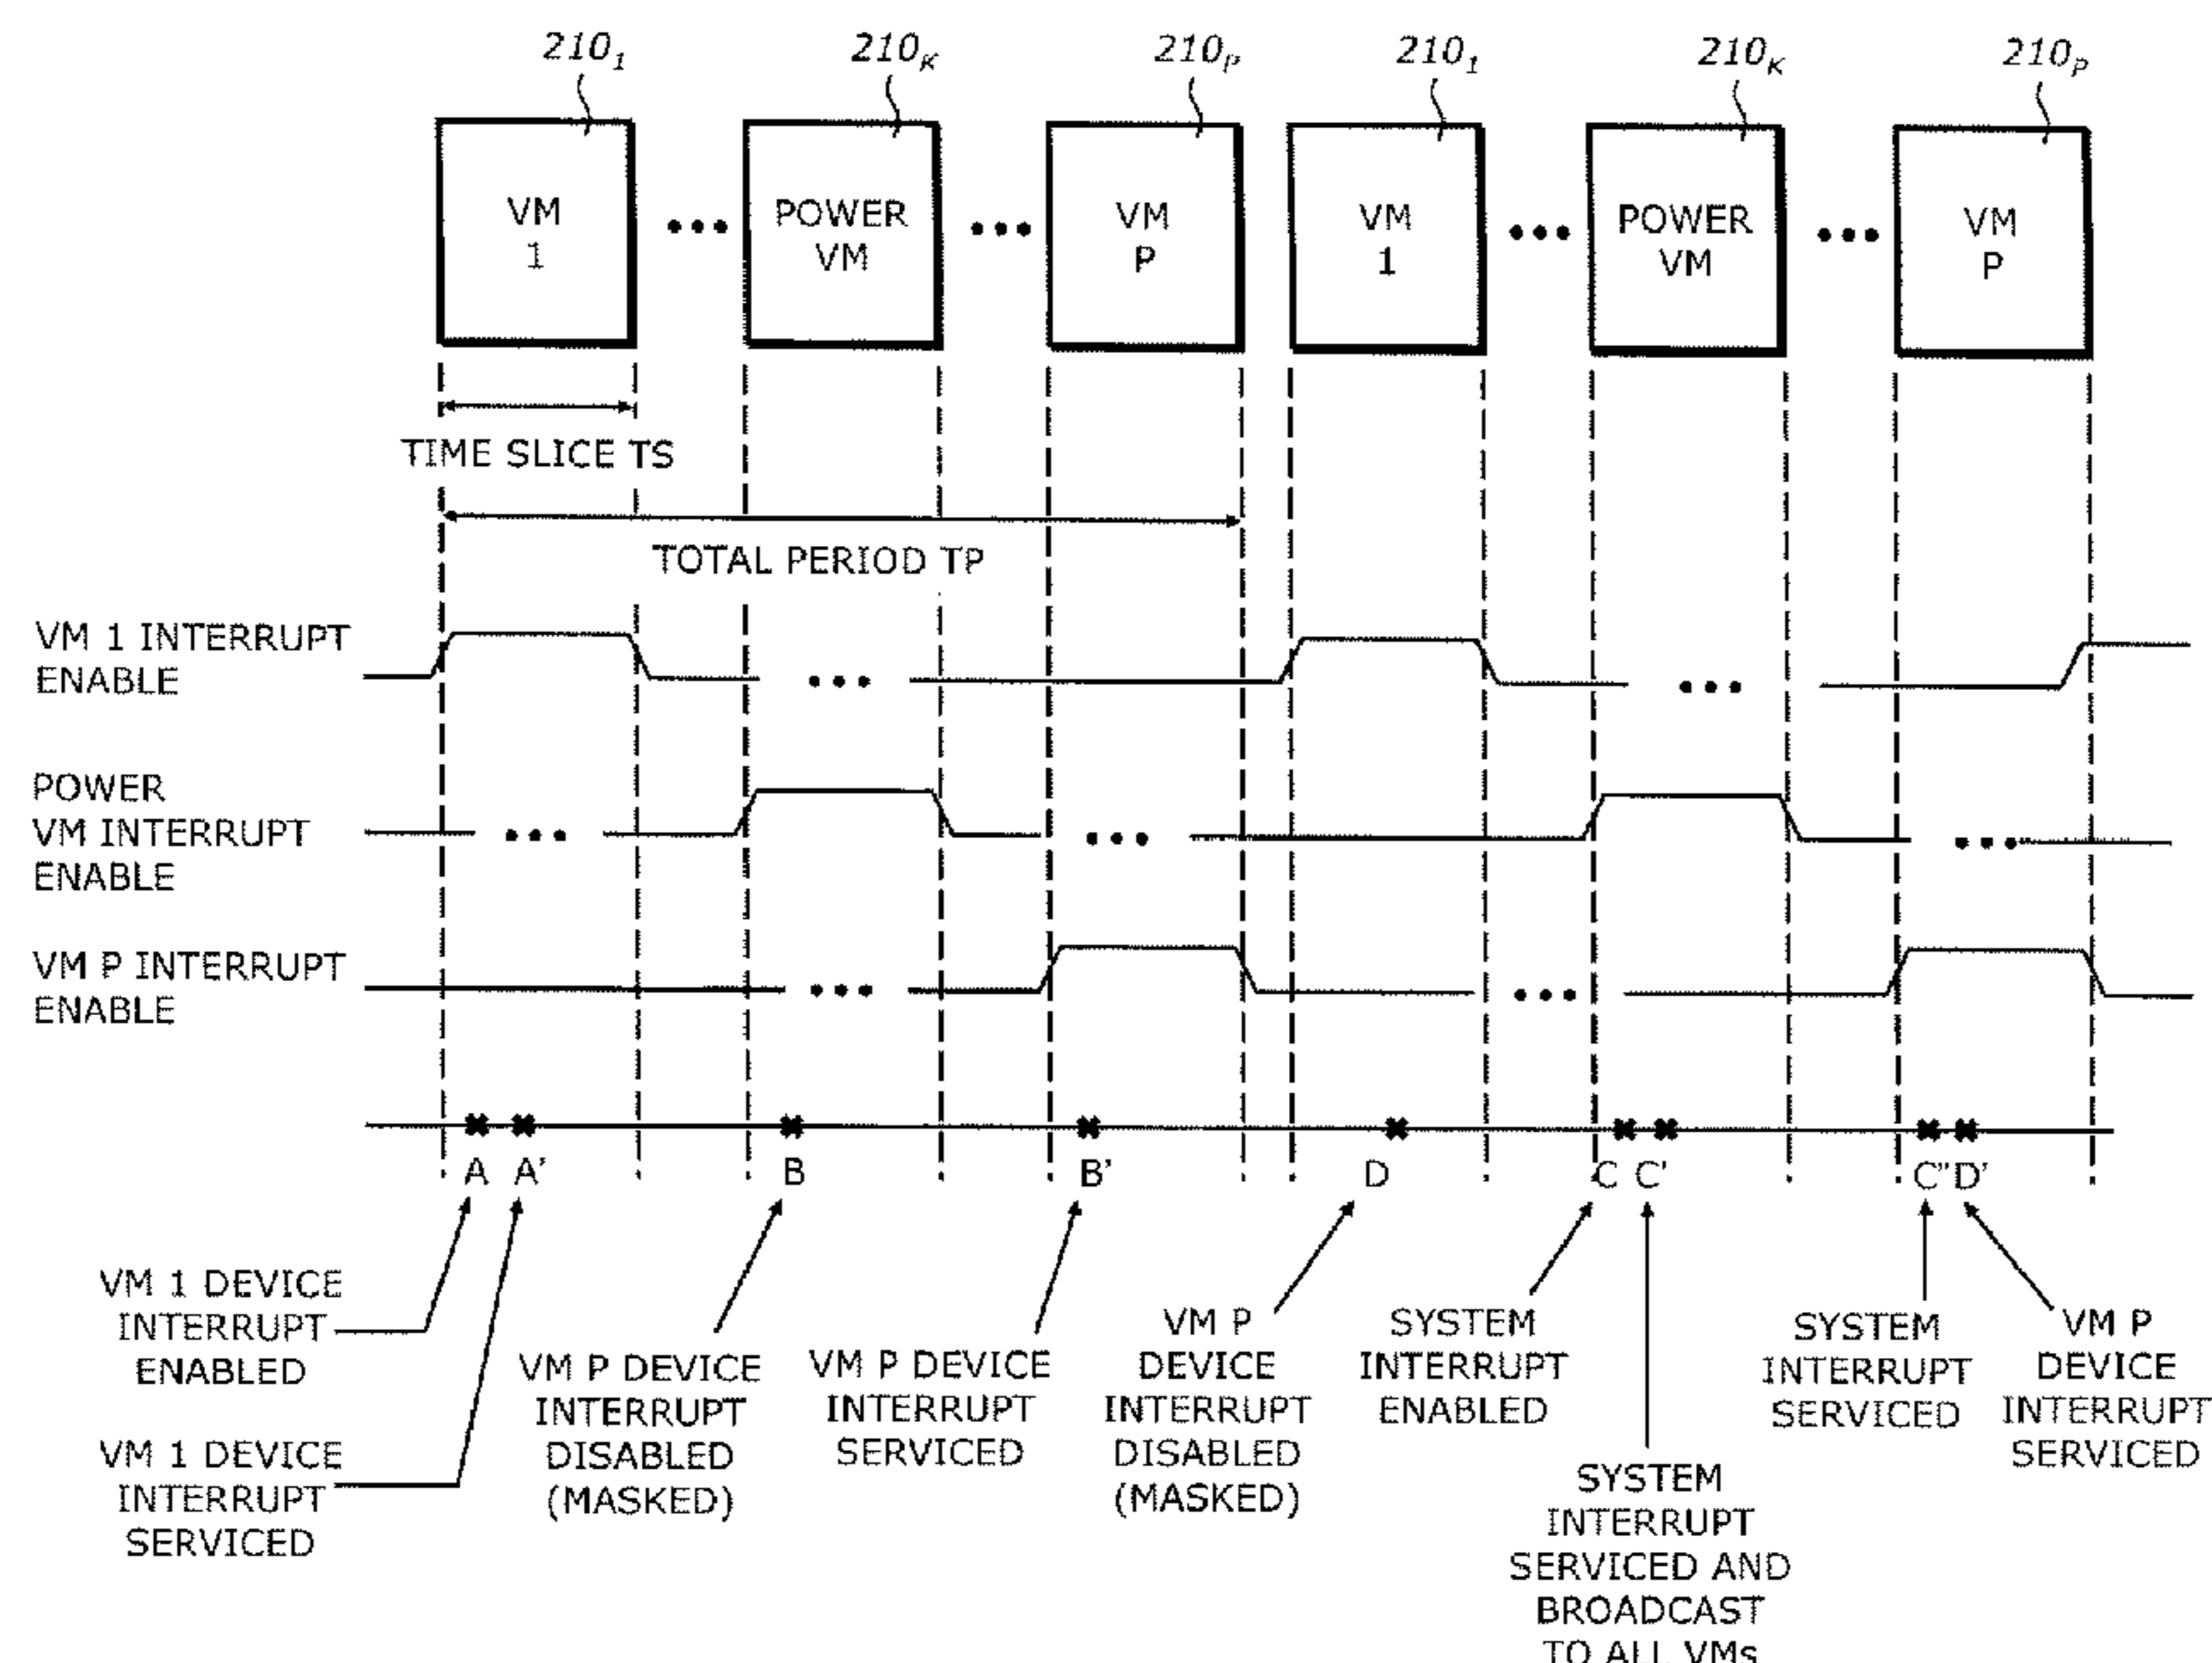 210₁ 210ₖ 210ₚ 210₁ 210ₖ 210ₚ
VM
1
POWER
VM
VM
P
VM
1
POWER
VM
VM
P
TIME SLICE TS
TOTAL PERIOD TP
VM 1 INTERRUPT
ENABLE
POWER
VM INTERRUPT
ENABLE
VM P INTERRUPT
ENABLE
A A' B B' D C C' C'' D'
VM 1 DEVICE
INTERRUPT
ENABLED
VM 1 DEVICE
INTERRUPT
SERVICED
VM P DEVICE
INTERRUPT
DISABLED
(MASKED)
VM P DEVICE
INTERRUPT
SERVICED
VM P
DEVICE
INTERRUPT
DISABLED
(MASKED)
SYSTEM
INTERRUPT
ENABLED
SYSTEM
INTERRUPT
SERVICED AND
BROADCAST
TO ALL VMs
SYSTEM
INTERRUPT
SERVICED
VM P
DEVICE
INTERRUPT
SERVICED